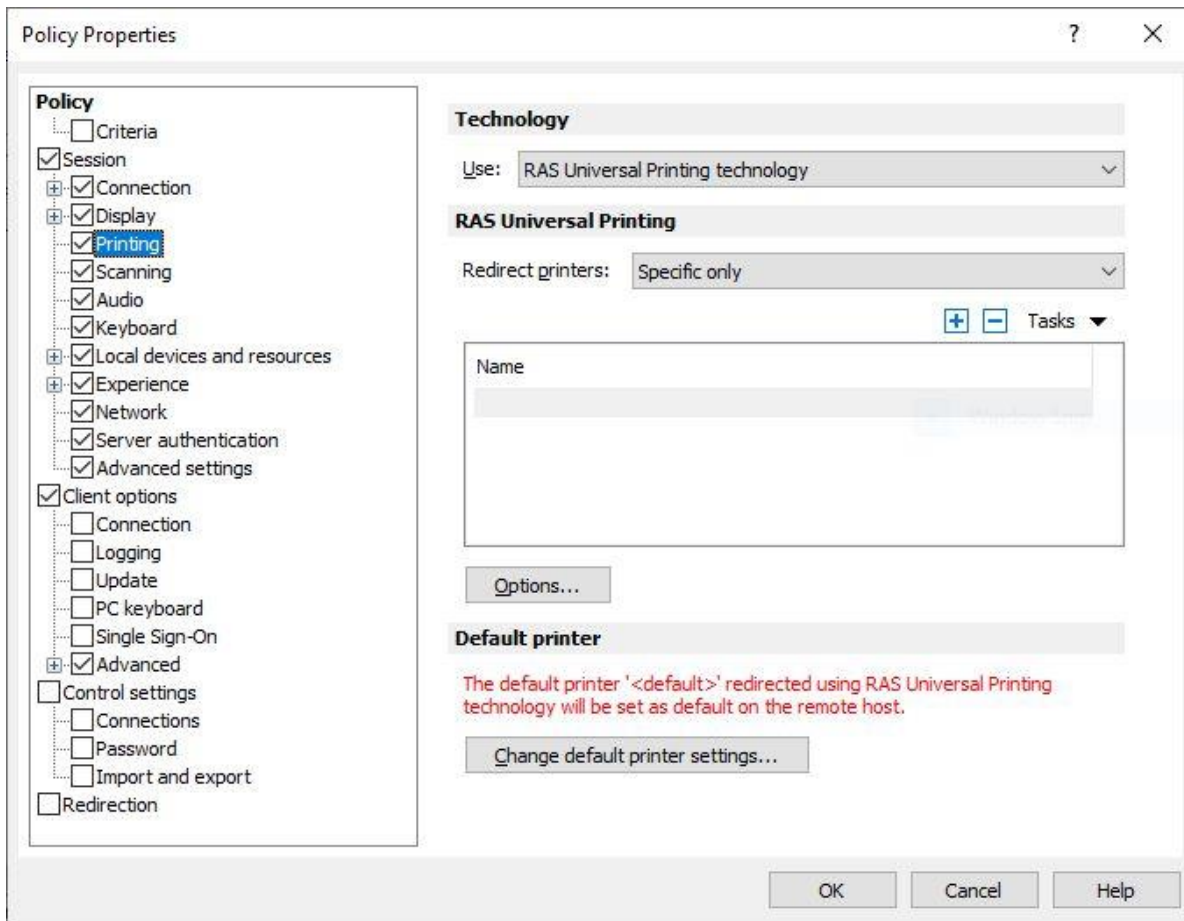 Policy Properties
Policy
Criteria
Session
Connection
Display
Printing
Scanning
Audio
Keyboard
Local devices and resources
Experience
Network
Server authentication
Advanced settings
Client options
Connection
Logging
Update
PC keyboard
Single Sign-On
Advanced
Control settings
Connections
Password
Import and export
Redirection
Technology
Use: RAS Universal Printing technology
RAS Universal Printing
Redirect printers: Specific only
Tasks
Name
Options...
Default printer
The default printer '<default>' redirected using RAS Universal Printing
technology will be set as default on the remote host.
Change default printer settings...
OK Cancel Help